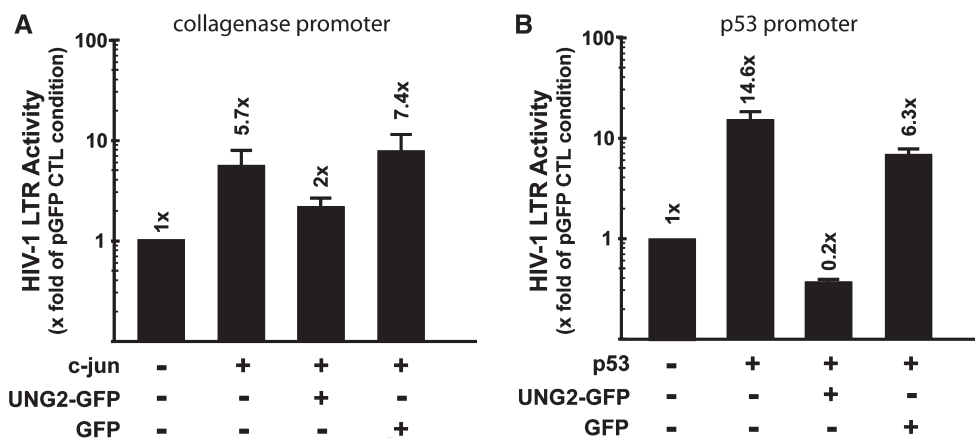 A
collagenase promoter
HIV-1 LTR Activity
(x fold of pGFP CTL condition)
100
10
1
1x
5.7x
2x
7.4x
c-jun - + + +
UNG2-GFP - - + -
GFP - - - +
B
p53 promoter
HIV-1 LTR Activity
(x fold of pGFP CTL condition)
100
10
1
1x
14.6x
0.2x
6.3x
p53 - + + +
UNG2-GFP - - + -
GFP - - - +